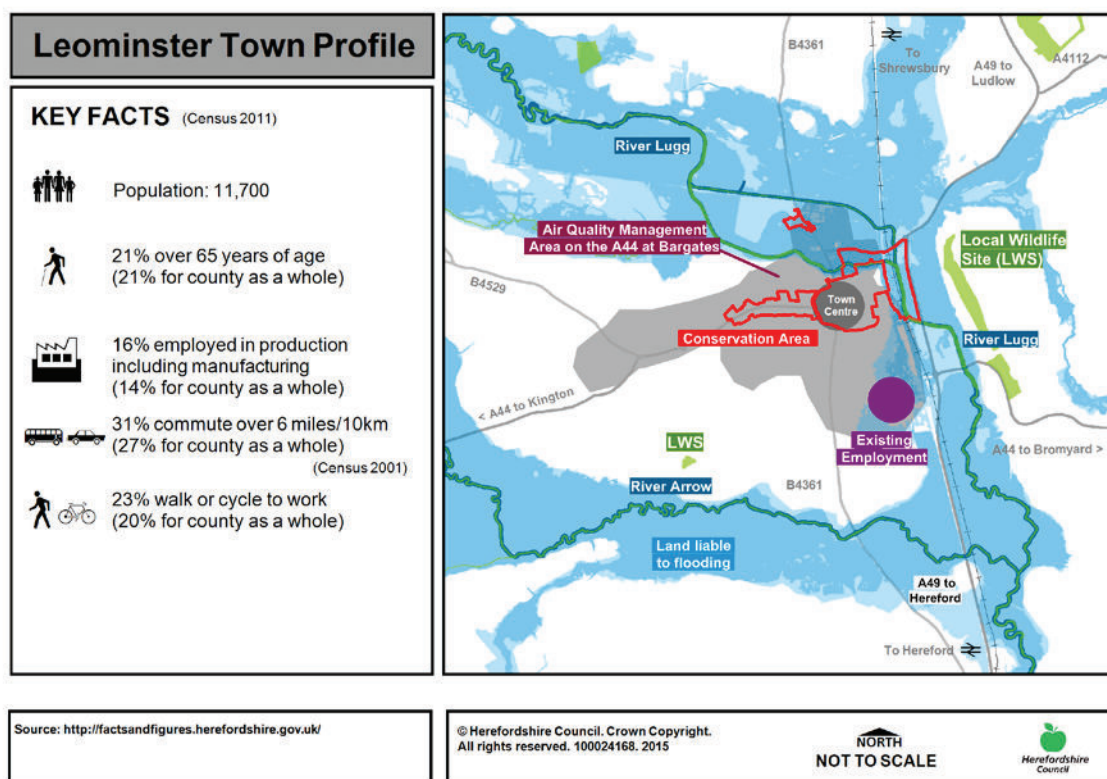 Leominster Town Profile
KEY FACTS (Census 2011)
Population: 11,700
21% over 65 years of age
(21% for county as a whole)
16% employed in production
including manufacturing
(14% for county as a whole)
31% commute over 6 miles/10km
(27% for county as a whole)
(Census 2001)
23% walk or cycle to work
(20% for county as a whole)
B4361
To
Shrewsbury
A49 to
Ludlow
A4112
River Lugg
Air Quality Management
Area on the A44 at Bargates
Local Wildlife
Site (LWS)
B4529
Town
Centre
Conservation Area
River Lugg
< A44 to Kington
Existing
Employment
A44 to Bromyard >
LWS
River Arrow
B4361
Land liable
to flooding
A49 to
Hereford
To Hereford
Source: http://factsandfigures.herefordshire.gov.uk/
© Herefordshire Council. Crown Copyright.
All rights reserved. 100024168. 2015
NORTH
NOT TO SCALE
Herefordshire
Council